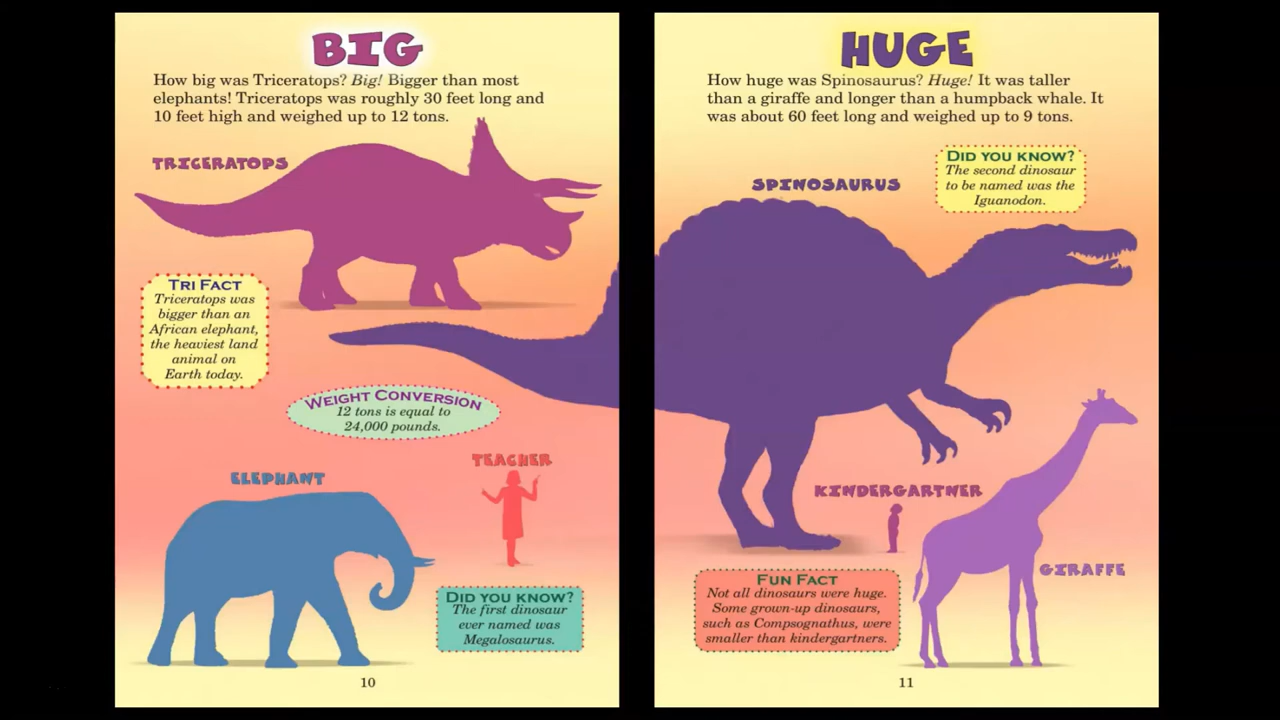 BIG
How big was Triceratops? Big! Bigger than most
elephants! Triceratops was roughly 30 feet long and
10 feet high and weighed up to 12 tons.
TRICERATOPS
TRI FACT
Triceratops was
bigger than an
African elephant,
the heaviest land
animal on
Earth today.
WEIGHT CONVERSION
12 tons is equal to
24,000 pounds.
TEACHER
ELEPHANT
DID YOU KNOW?
The first dinosaur
ever named was
Megalosaurus.
10
HUGE
How huge was Spinosaurus? Huge! It was taller
than a giraffe and longer than a humpback whale. It
was about 60 feet long and weighed up to 9 tons.
DID YOU KNOW?
The second dinosaur
to be named was the
Iguanodon.
SPINOSAURUS
KINDERGARTNER
GIRAFFE
FUN FACT
Not all dinosaurs were huge.
Some grown-up dinosaurs,
such as Compsognathus, were
smaller than kindergartners.
11